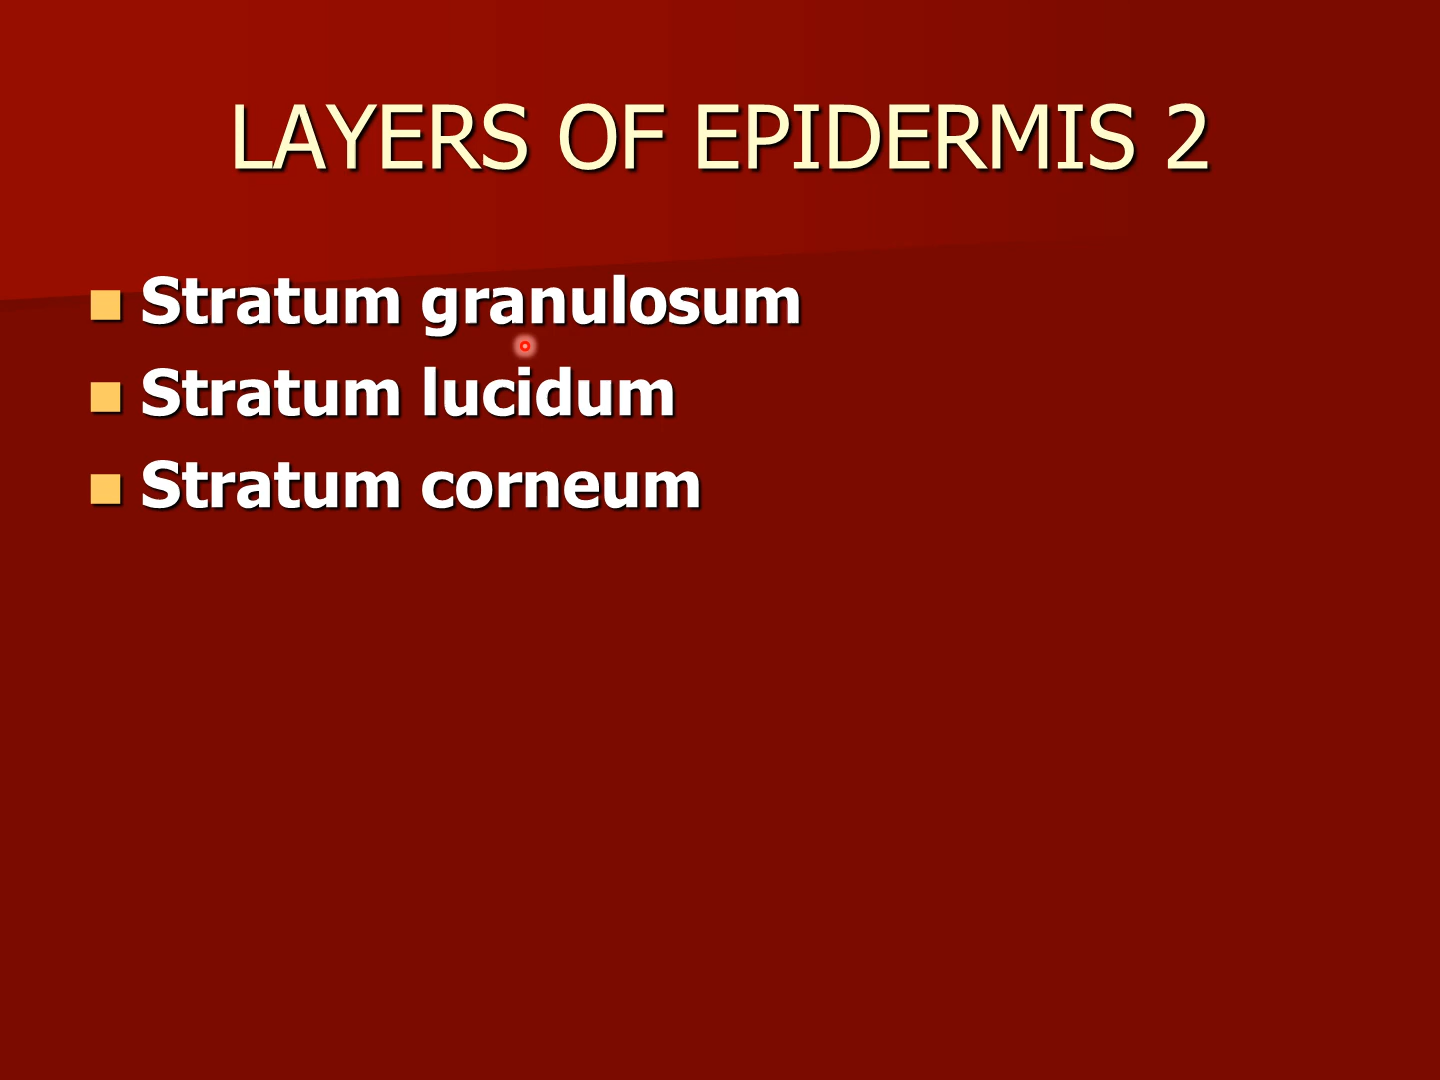 LAYERS OF EPIDERMIS 2
Stratum granulosum
Stratum lucidum
Stratum corneum